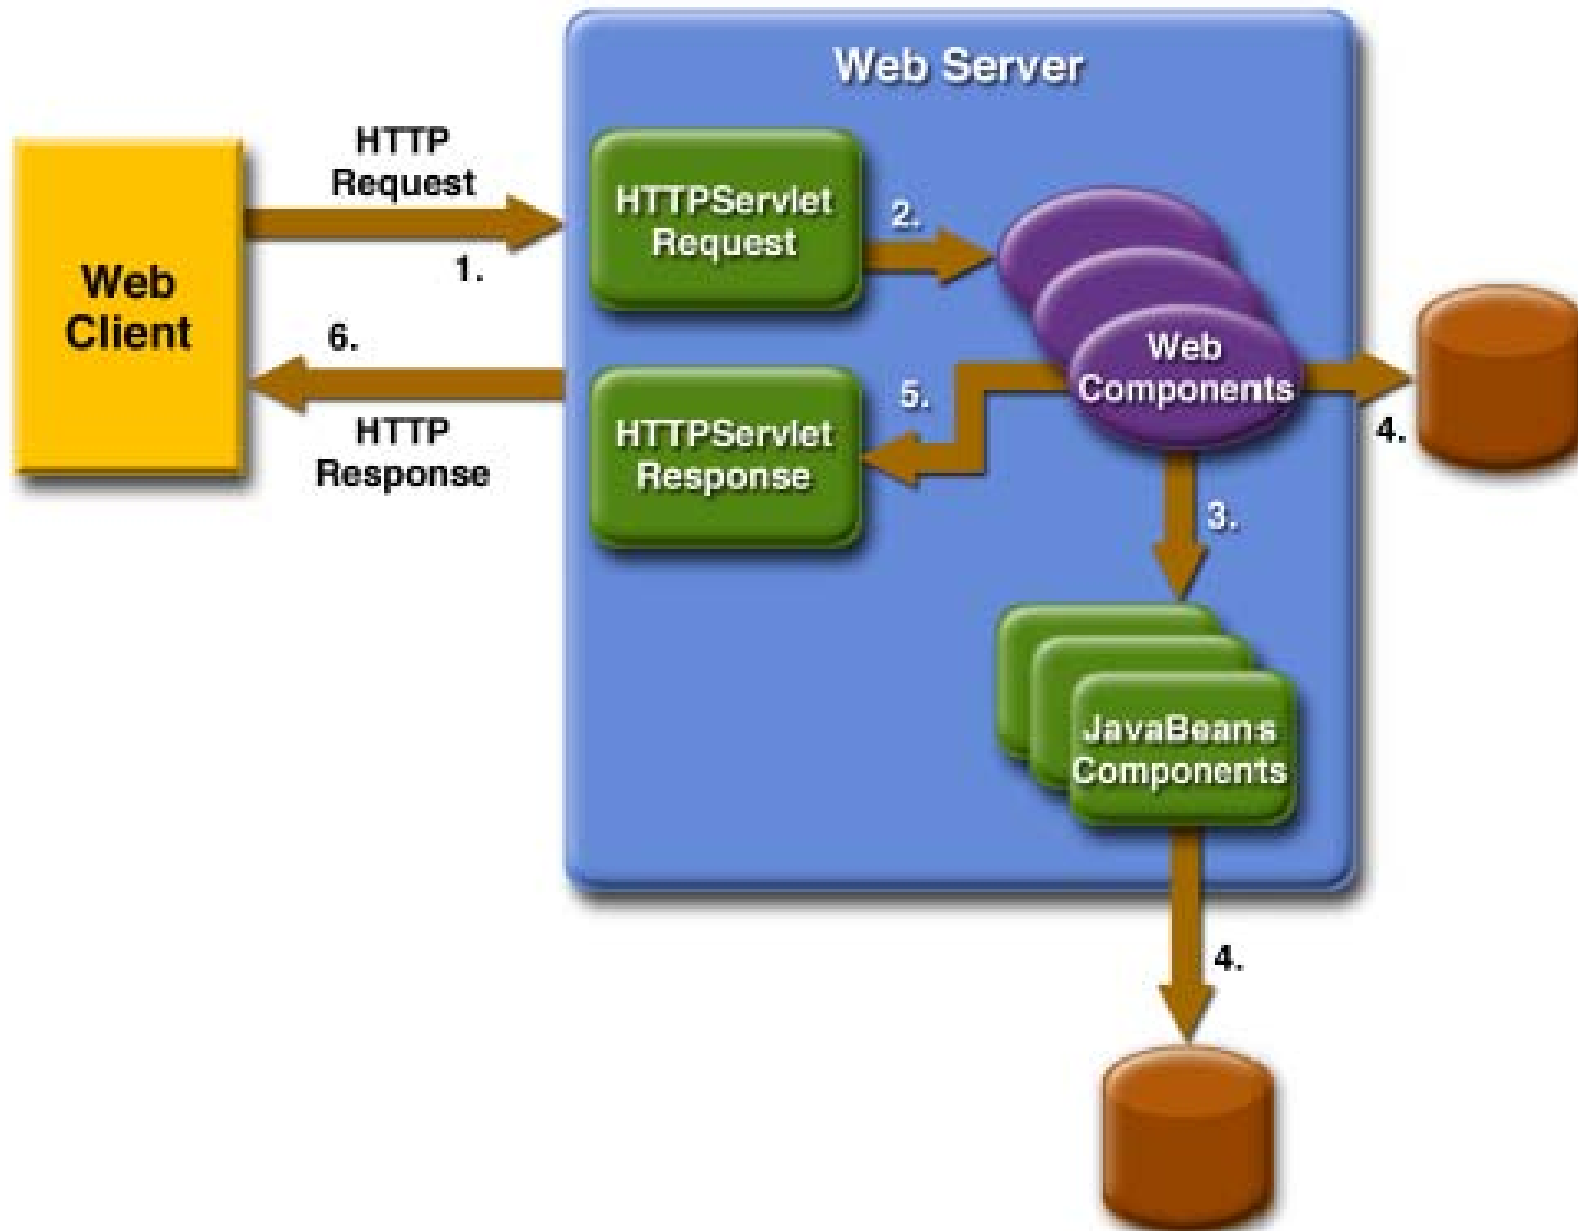 Web Server
HTTP
Request
1.
HTTPServlet
Request
2.
Web
Client
6.
HTTP
Response
Web
Components
5.
4.
HTTPServlet
Response
3.
JavaBeans
Components
4.